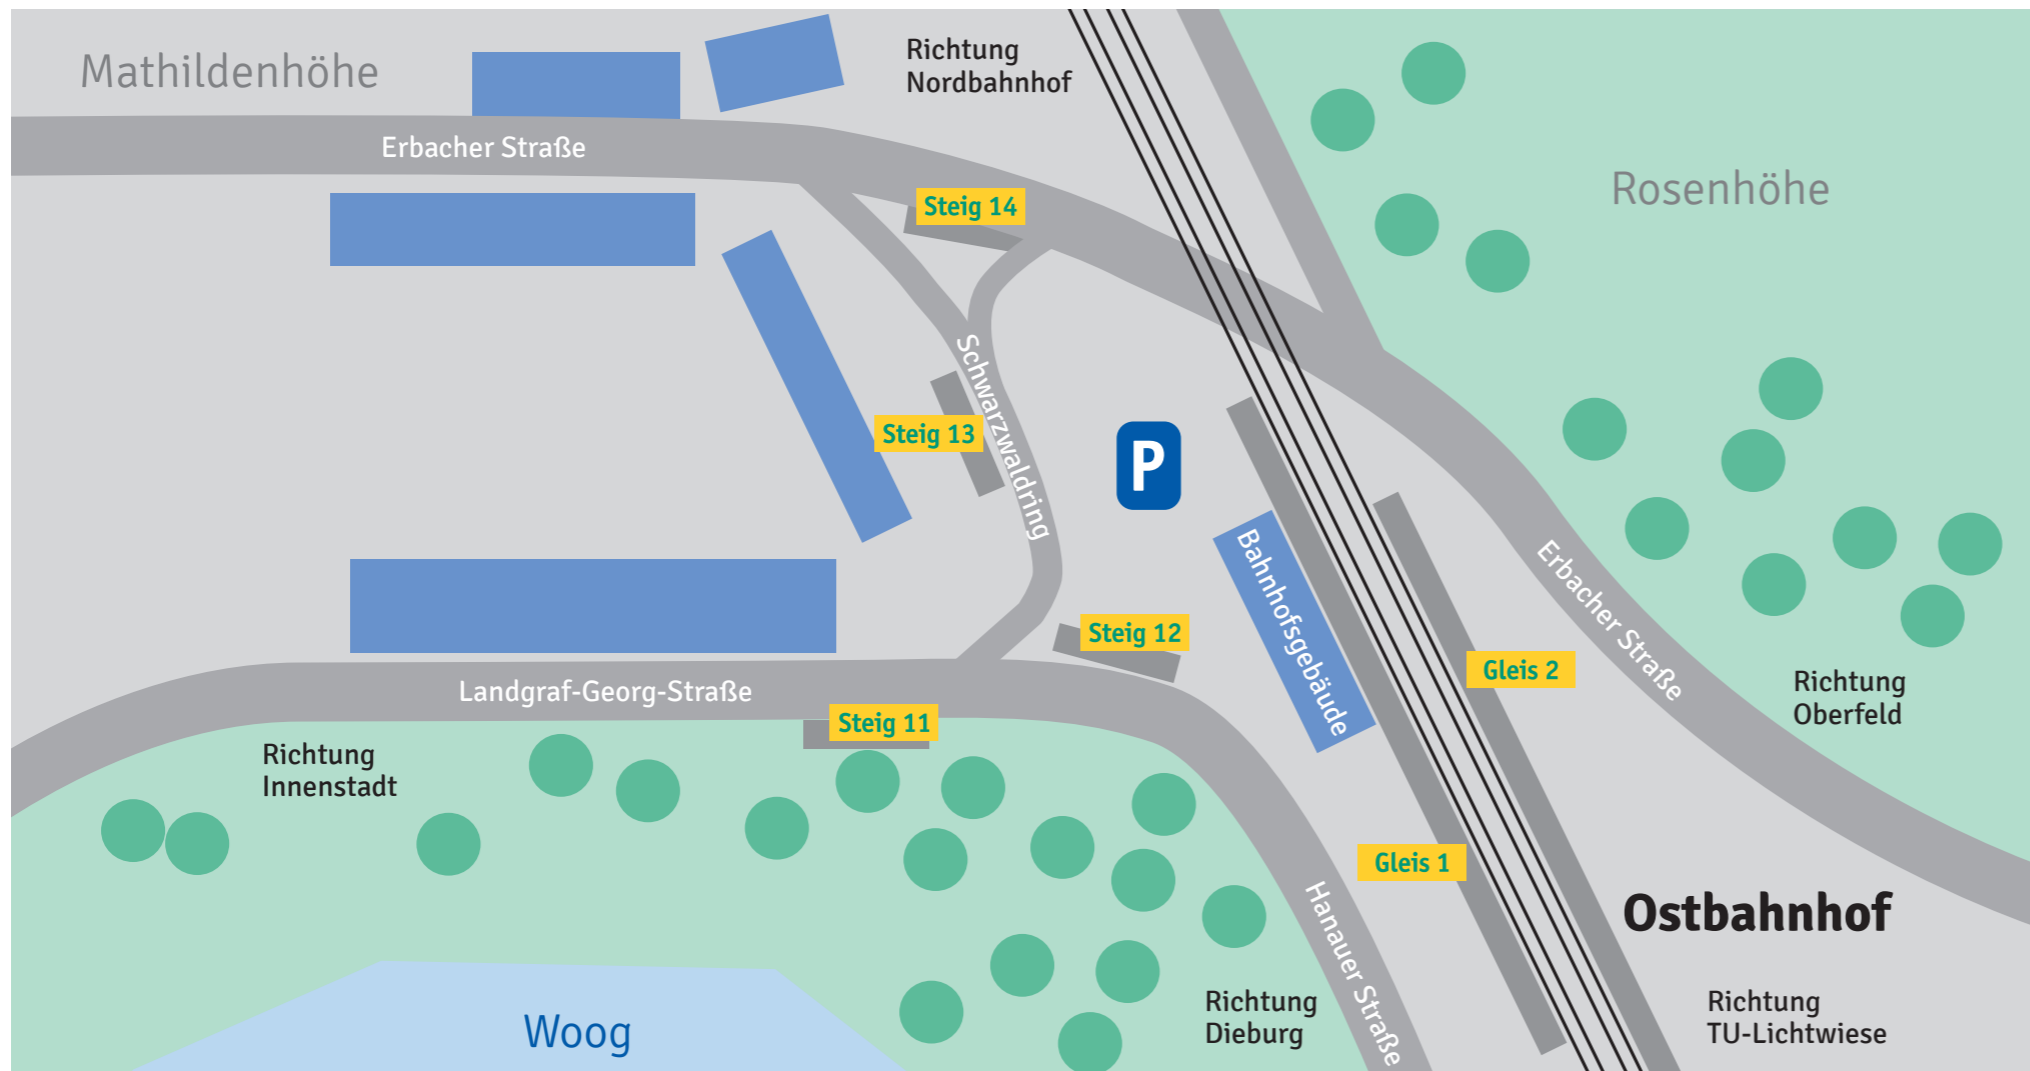 Mathildenhöhe
Richtung
Nordbahnhof
Erbacher Straße
Rosenhöhe
Steig 14
Schwarzwaldring
Steig 13
P
Bahnhofsgebäude
Erbacher Straße
Steig 12
Gleis 2
Richtung
Oberfeld
Landgraf-Georg-Straße
Steig 11
Richtung
Innenstadt
Gleis 1
Hanauer Straße
Ostbahnhof
Richtung
Dieburg
Richtung
TU-Lichtwiese
Woog